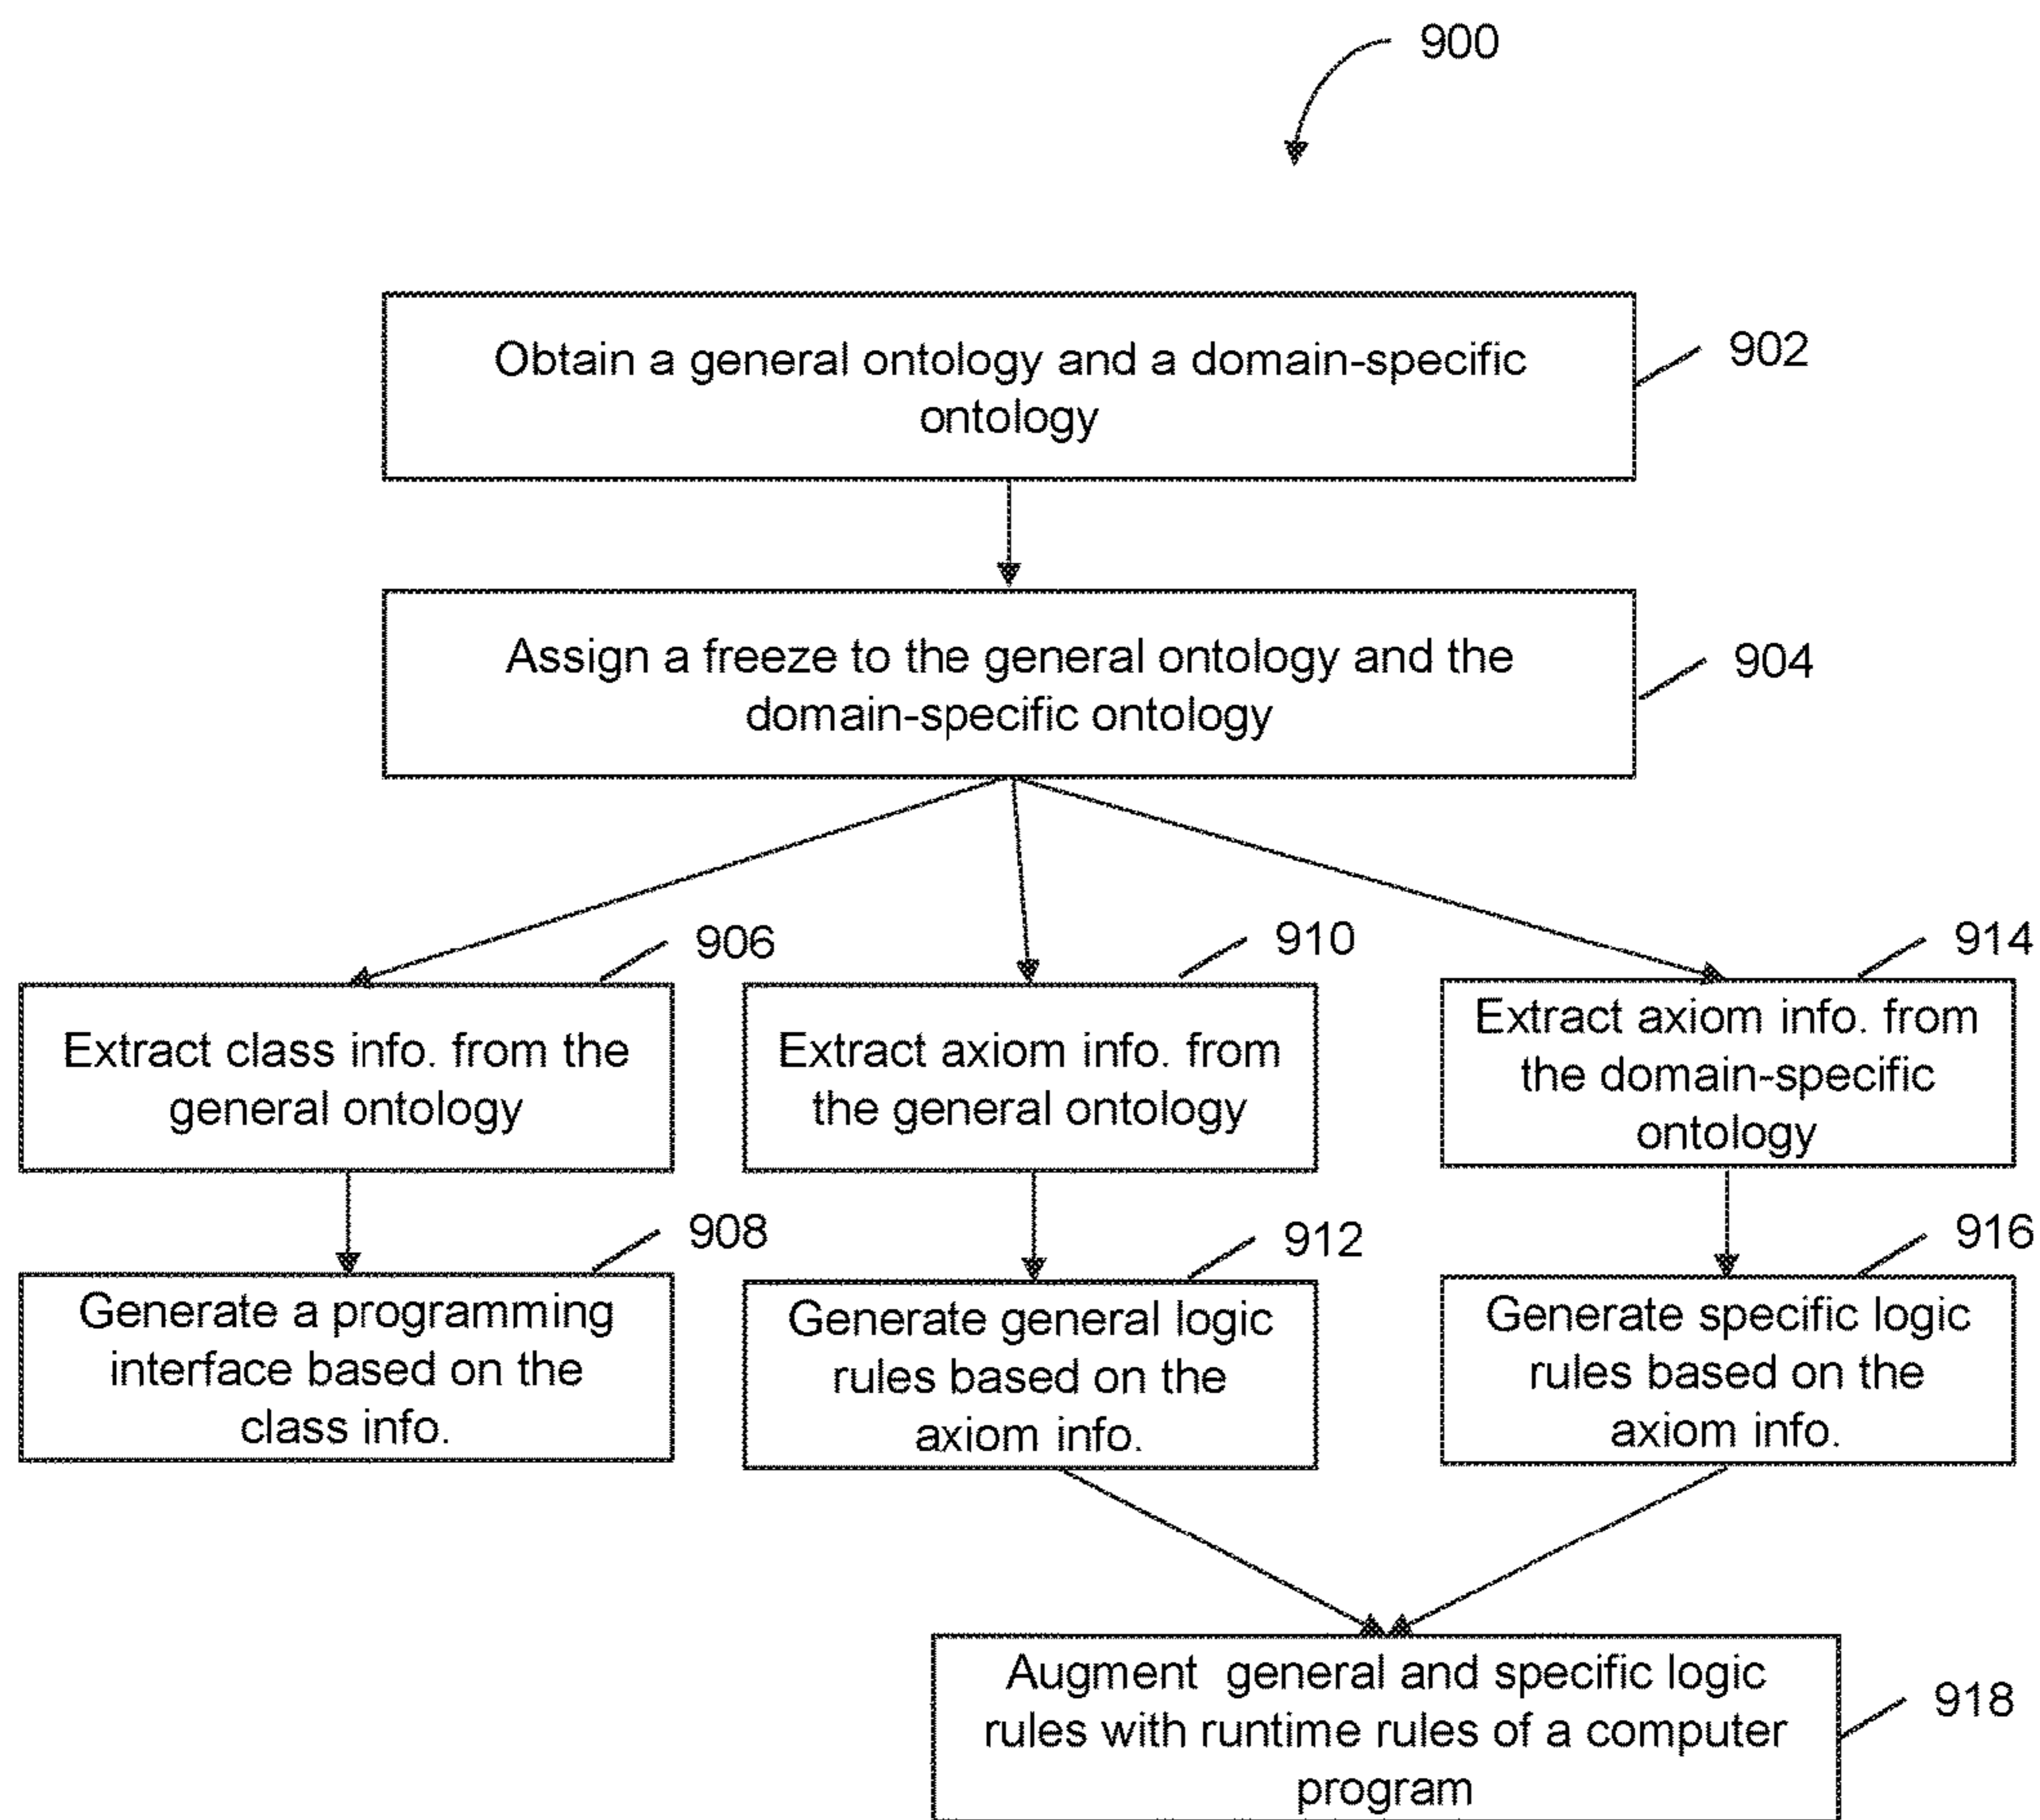 900
Obtain a general ontology and a domain-specific
ontology
902
Assign a freeze to the general ontology and the
domain-specific ontology
904
906
Extract class info. from the
general ontology
910
Extract axiom info. from
the general ontology
914
Extract axiom info. from
the domain-specific
ontology
908
Generate a programming
interface based on the
class info.
912
Generate general logic
rules based on the
axiom info.
916
Generate specific logic
rules based on the
axiom info.
Augment general and specific logic
rules with runtime rules of a computer
program
918